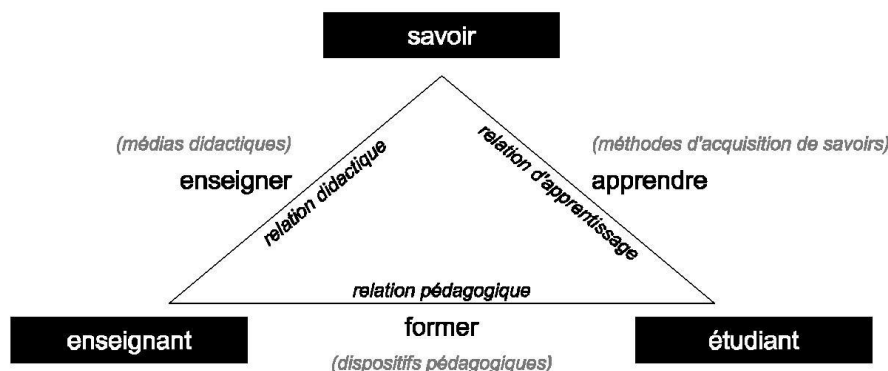 savoir
(médias didactiques)
enseigner
relation didactique
relation d'apprentissage
(méthodes d'acquisition de savoirs)
apprendre
relation pédagogique
enseignant
former
(dispositifs pédagogiques)
étudiant